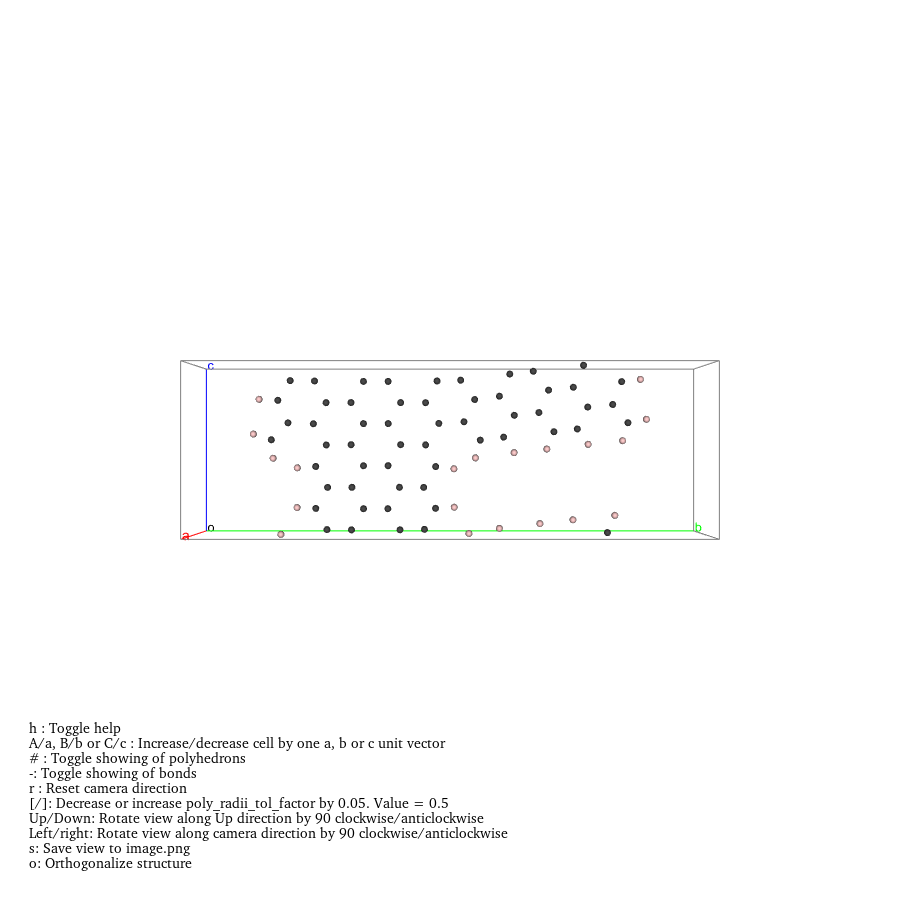 c
o
b
a
h : Toggle help
A/a, B/b or C/c : Increase/decrease cell by one a, b or c unit vector
# : Toggle showing of polyhedrons
-: Toggle showing of bonds
r : Reset camera direction
[/]: Decrease or increase poly_radii_tol_factor by 0.05. Value = 0.5
Up/Down: Rotate view along Up direction by 90 clockwise/anticlockwise
Left/right: Rotate view along camera direction by 90 clockwise/anticlockwise
s: Save view to image.png
o: Orthogonalize structure